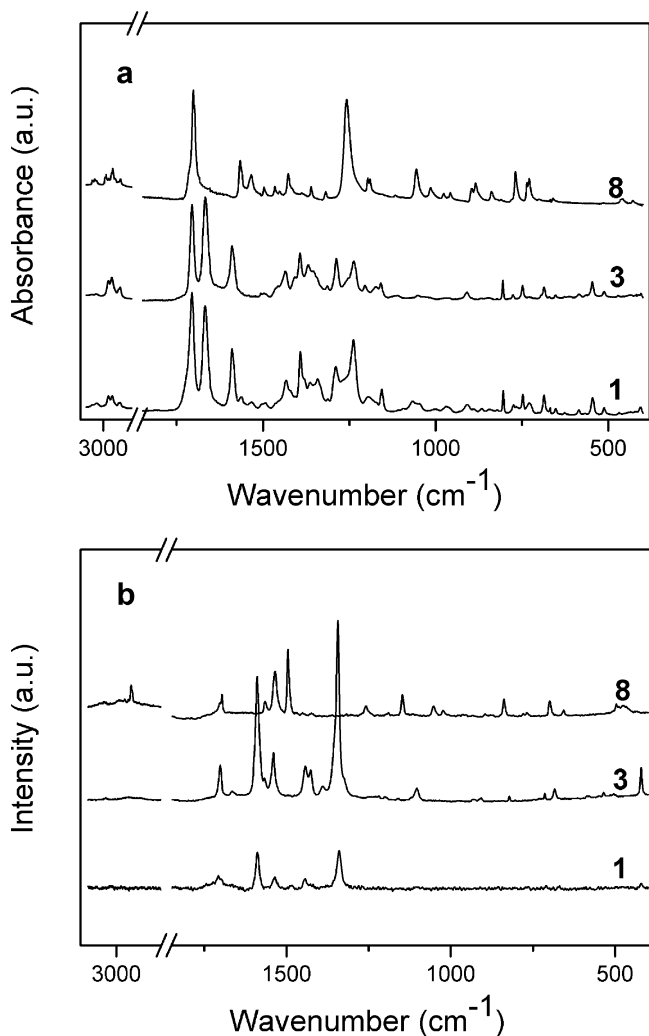 a
Absorbance (a.u.)
8
3
1
3000 1500 1000 500
Wavenumber (cm-1)
b
Intensity (a.u.)
8
3
1
3000 1500 1000 500
Wavenumber (cm-1)